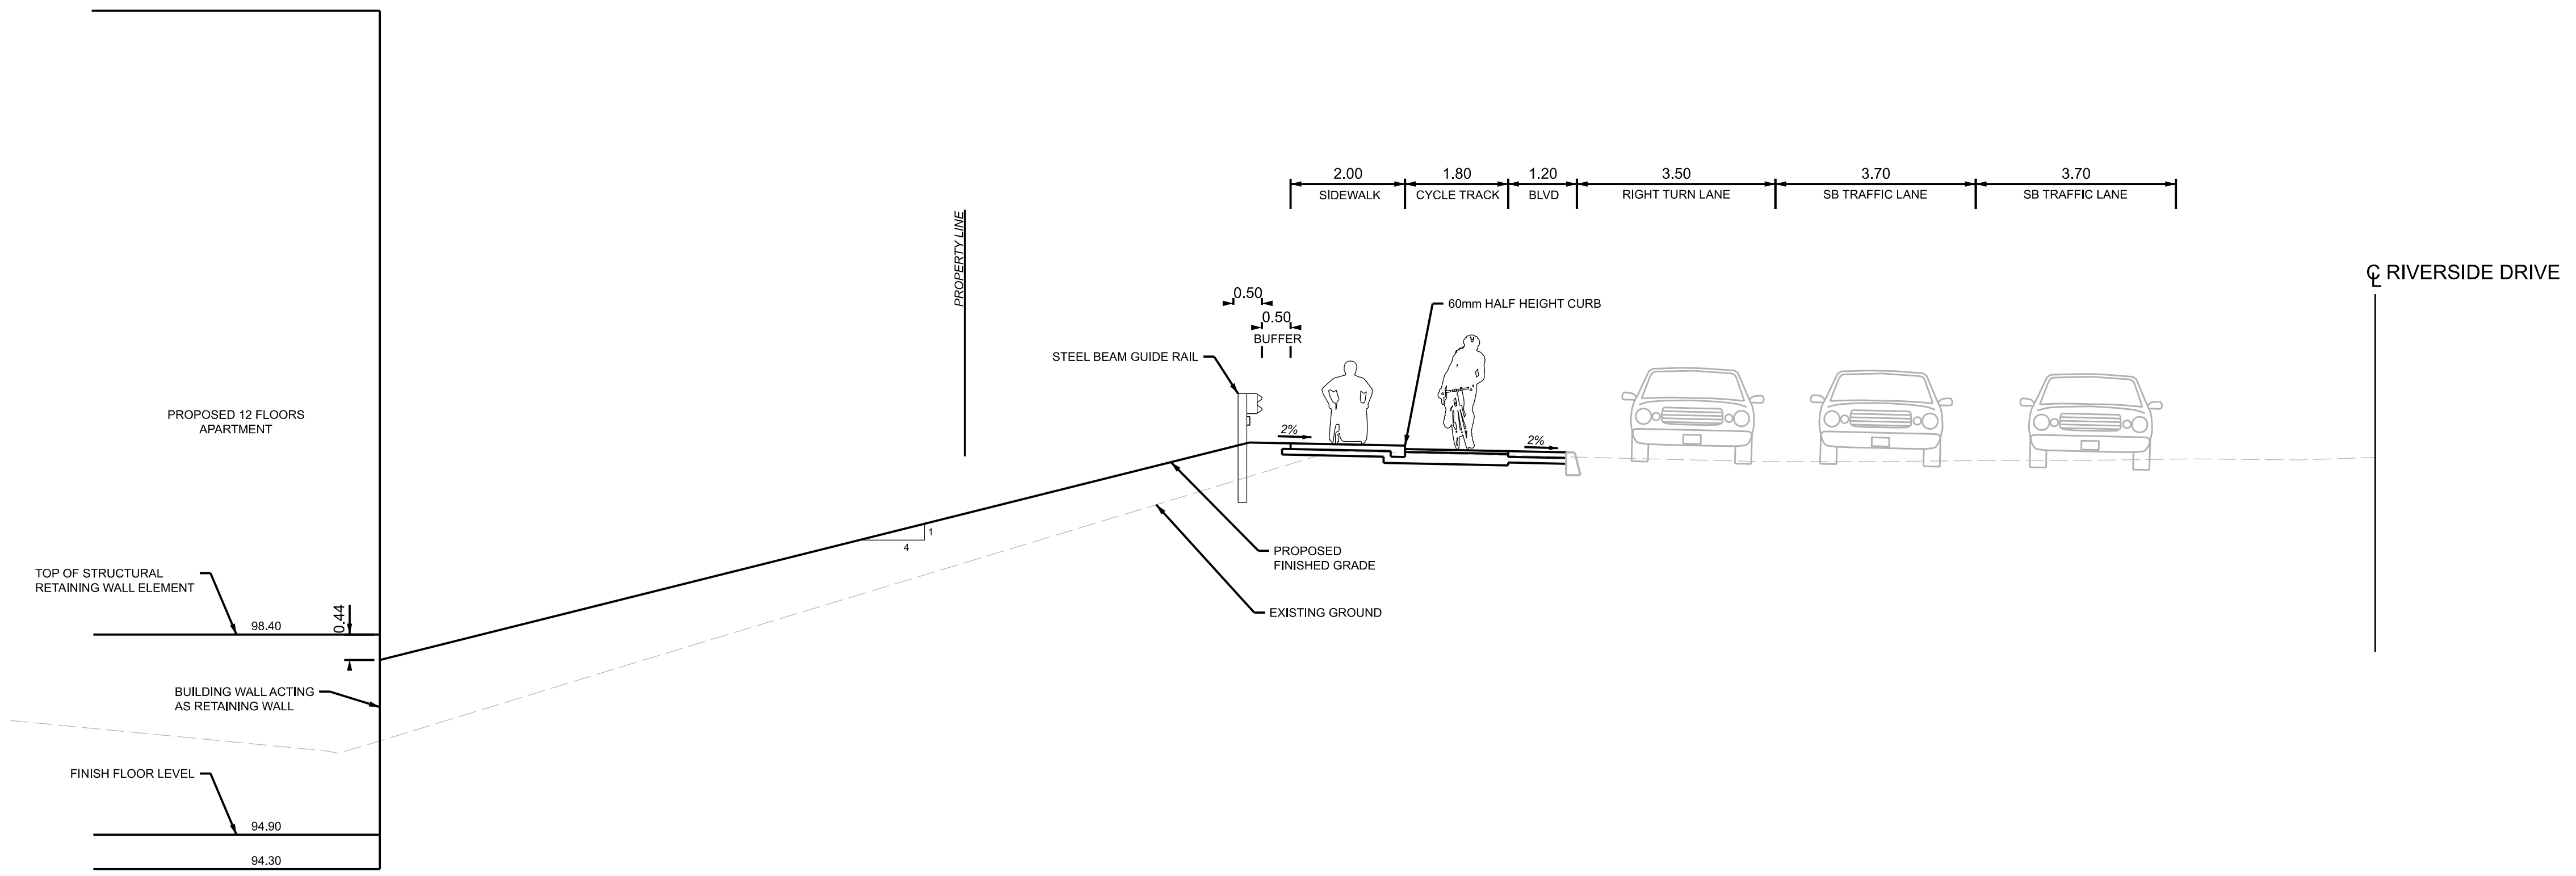 2.00
1.80
1.20
3.50
3.70
3.70
SIDEWALK
CYCLE TRACK
BLVD
RIGHT TURN LANE
SB TRAFFIC LANE
SB TRAFFIC LANE
PROPERTY LINE
℄ RIVERSIDE DRIVE
0.50
60mm HALF HEIGHT CURB
0.50
BUFFER
STEEL BEAM GUIDE RAIL
PROPOSED 12 FLOORS
APARTMENT
2%
2%
1
4
PROPOSED
FINISHED GRADE
TOP OF STRUCTURAL
RETAINING WALL ELEMENT
EXISTING GROUND
0.44
98.40
BUILDING WALL ACTING
AS RETAINING WALL
FINISH FLOOR LEVEL
94.90
94.30